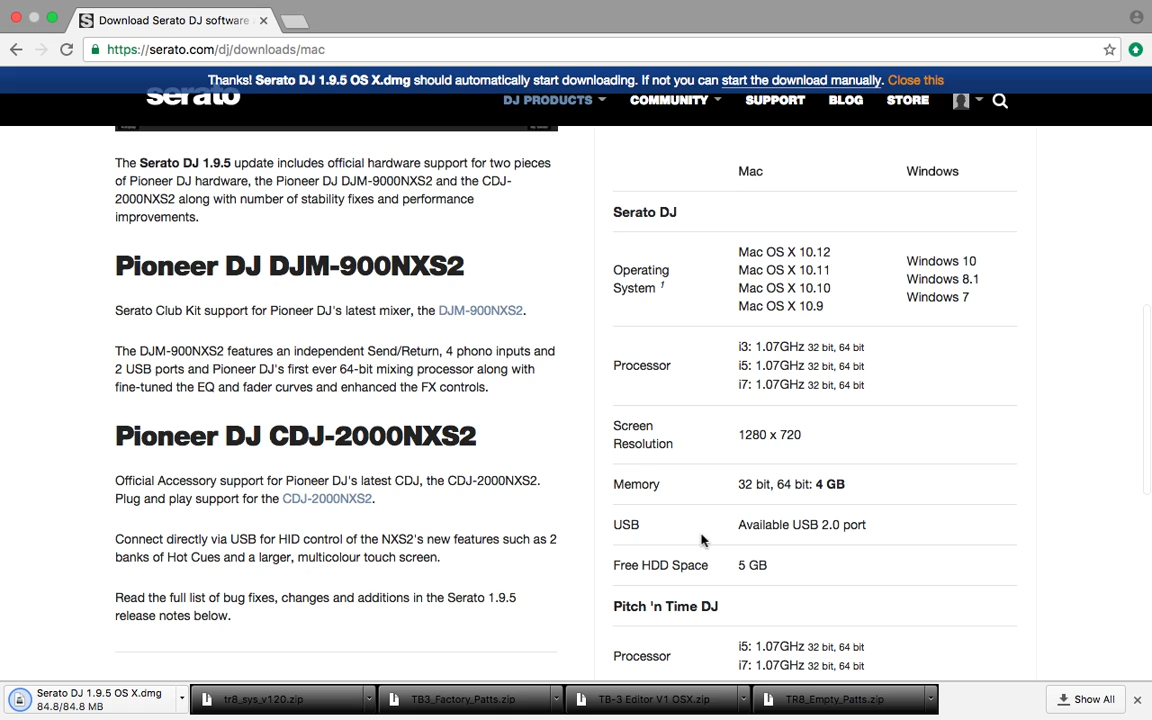 Download Serato DJ software
https://serato.com/dj/downloads/mac
Thanks! Serato DJ 1.9.5 OS X.dmg should automatically start downloading. If not you can start the download manually. Close this
serato DJ PRODUCTS COMMUNITY SUPPORT BLOG STORE
The Serato DJ 1.9.5 update includes official hardware support for two pieces
of Pioneer DJ hardware, the Pioneer DJ DJM-9000NXS2 and the CDJ-
2000NXS2 along with number of stability fixes and performance
improvements.
Pioneer DJ DJM-900NXS2
Serato Club Kit support for Pioneer DJ's latest mixer, the DJM-900NXS2.
The DJM-900NXS2 features an independent Send/Return, 4 phono inputs and
2 USB ports and Pioneer DJ's first ever 64-bit mixing processor along with
fine-tuned the EQ and fader curves and enhanced the FX controls.
Pioneer DJ CDJ-2000NXS2
Official Accessory support for Pioneer DJ's latest CDJ, the CDJ-2000NXS2.
Plug and play support for the CDJ-2000NXS2.
Connect directly via USB for HID control of the NXS2's new features such as 2
banks of Hot Cues and a larger, multicolour touch screen.
Read the full list of bug fixes, changes and additions in the Serato 1.9.5
release notes below.
Mac Windows
Serato DJ
Operating
System 1
Mac OS X 10.12
Mac OS X 10.11
Mac OS X 10.10
Mac OS X 10.9
Windows 10
Windows 8.1
Windows 7
Processor
i3: 1.07GHz 32 bit, 64 bit
i5: 1.07GHz 32 bit, 64 bit
i7: 1.07GHz 32 bit, 64 bit
Screen
Resolution
1280 x 720
Memory 32 bit, 64 bit: 4 GB
USB Available USB 2.0 port
Free HDD Space 5 GB
Pitch 'n Time DJ
Processor
i5: 1.07GHz 32 bit, 64 bit
i7: 1.07GHz 32 bit, 64 bit
Serato DJ 1.9.5 OS X.dmg
84.8/84.8 MB
tr8_sys_v120.zip
TB3_Factory_Patts.zip
TB-3 Editor V1 OSX.zip
TR8_Empty_Patts.zip
Show All